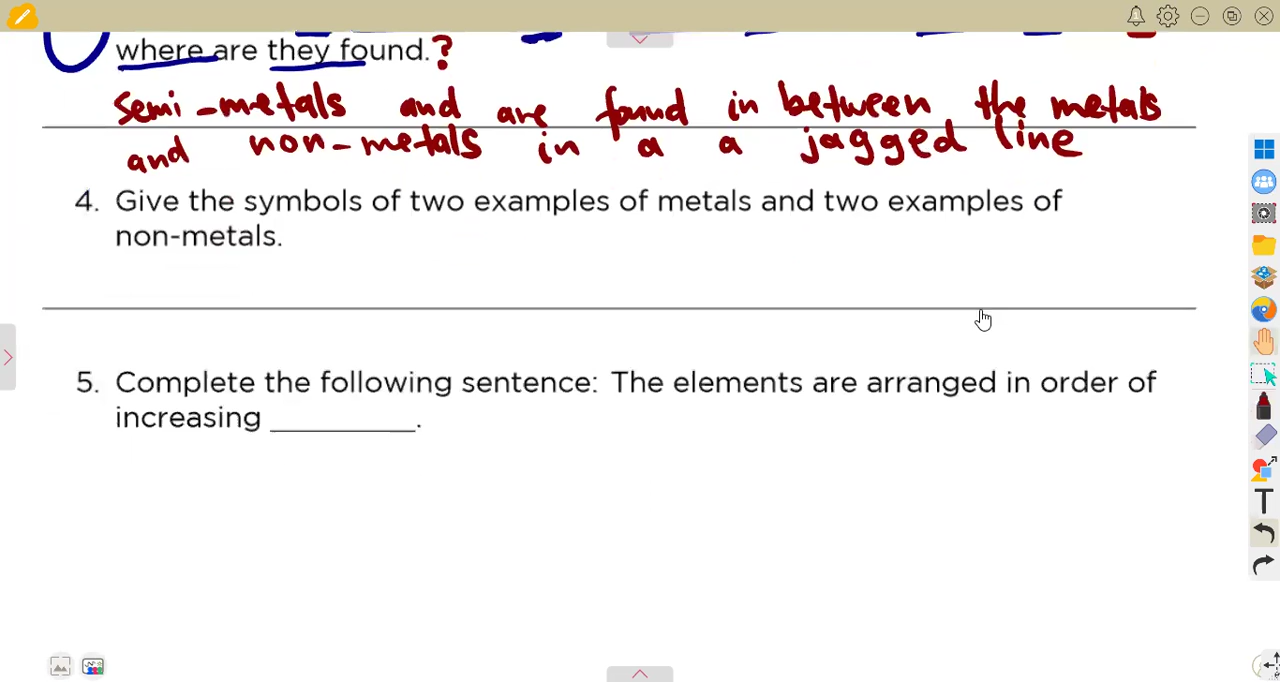 where are they found.?
semi-metals and are found in between the metals
and non-metals in a a jagged line
4. Give the symbols of two examples of metals and two examples of
non-metals.
5. Complete the following sentence: The elements are arranged in order of
increasing _________.